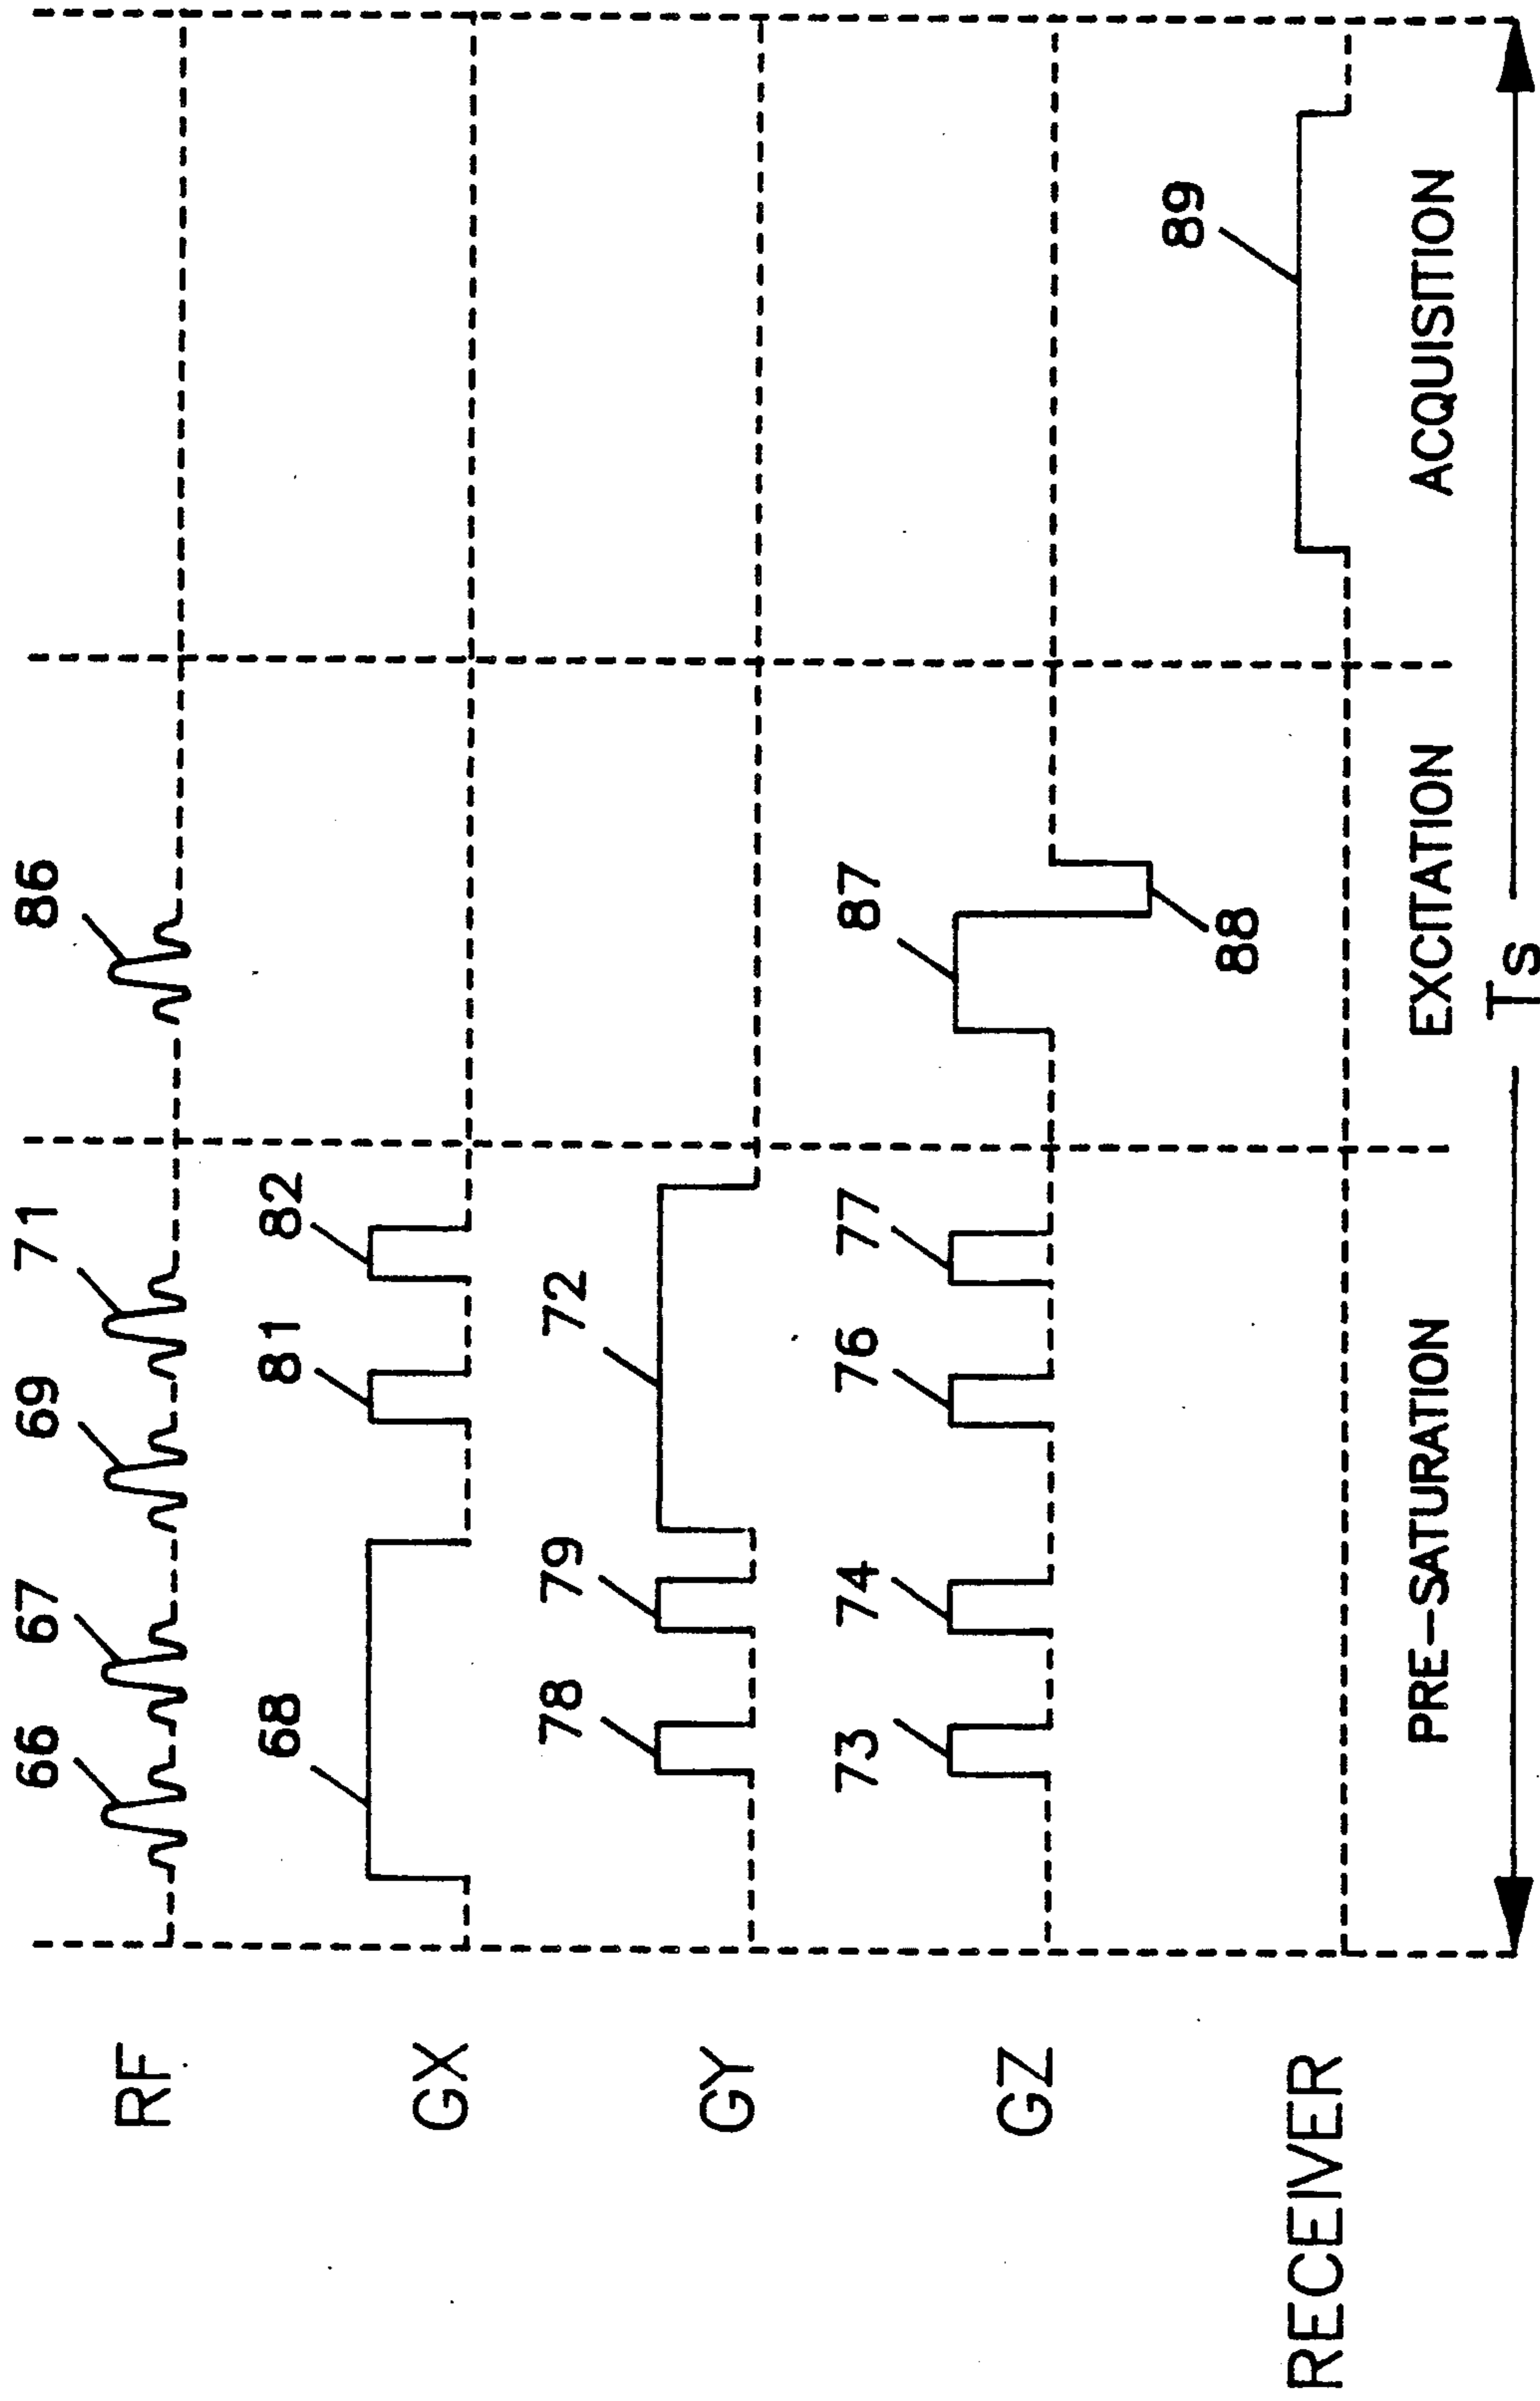 RF 66 67 69 71 86
GX 68 81 82
GY 78 79 72
GZ 73 74 76 77 87
88
RECEIVER 89
PRE-SATURATION EXCITATION ACQUISITION
Ts